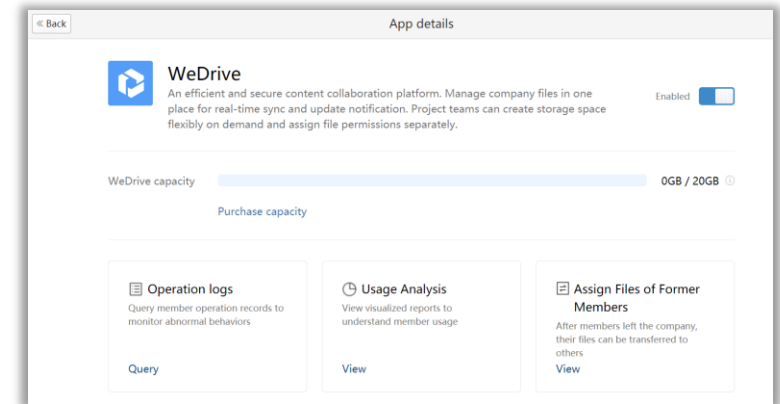 « Back
App details
WeDrive
An efficient and secure content collaboration platform. Manage company files in one
place for real-time sync and update notification. Project teams can create storage space
flexibly on demand and assign file permissions separately.
Enabled
WeDrive capacity
0GB / 20GB
Purchase capacity
Operation logs
Query member operation records to
monitor abnormal behaviors
Query
Usage Analysis
View visualized reports to
understand member usage
View
Assign Files of Former
Members
After members left the company,
their files can be transferred to
others
View